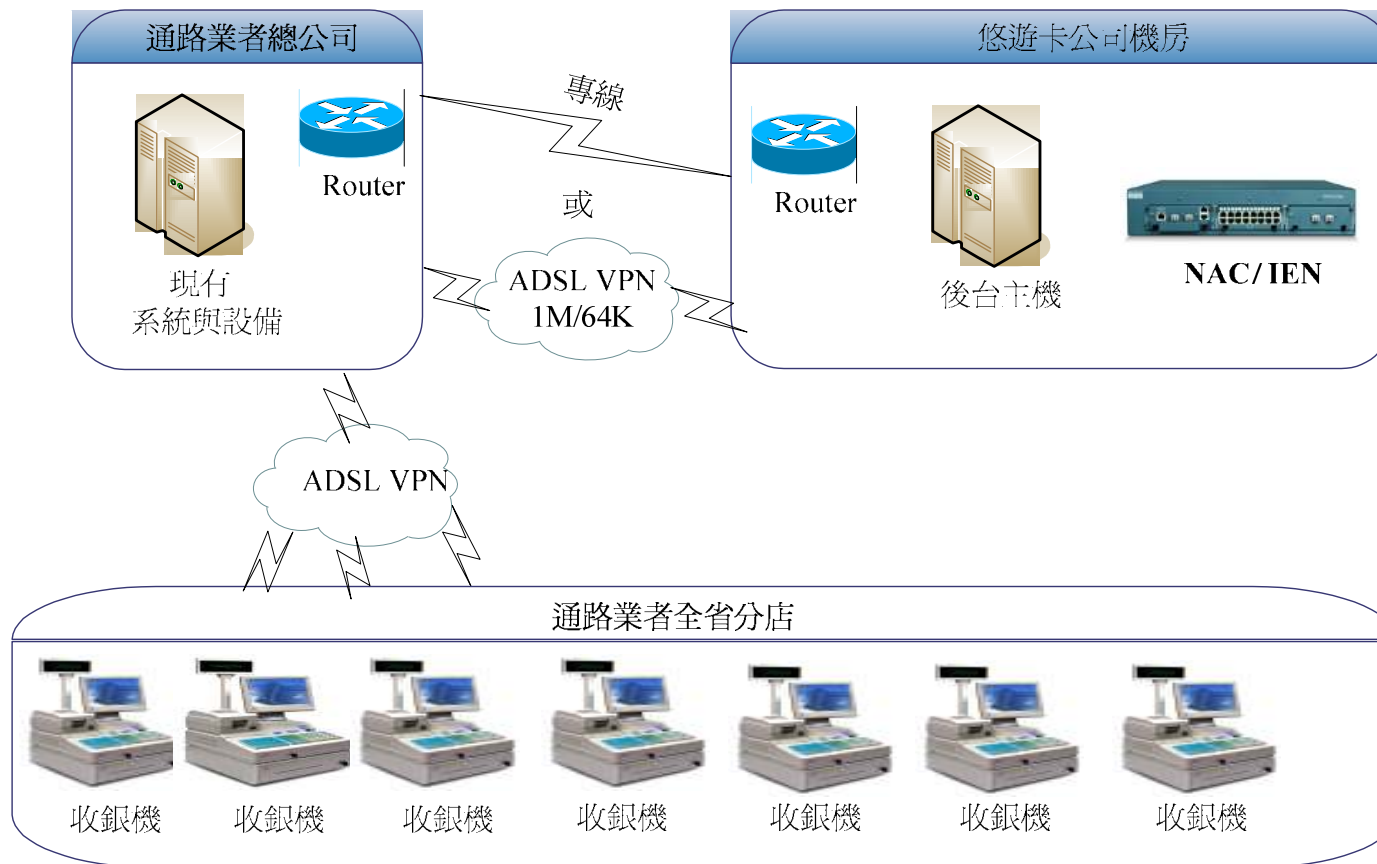 通路業者總公司
悠遊卡公司機房
專線
Router
Router
或
現有
系統與設備
ADSL VPN
1M/64K
後台主機
NAC/IEN
ADSL VPN
通路業者全省分店
收銀機
收銀機
收銀機
收銀機
收銀機
收銀機
收銀機